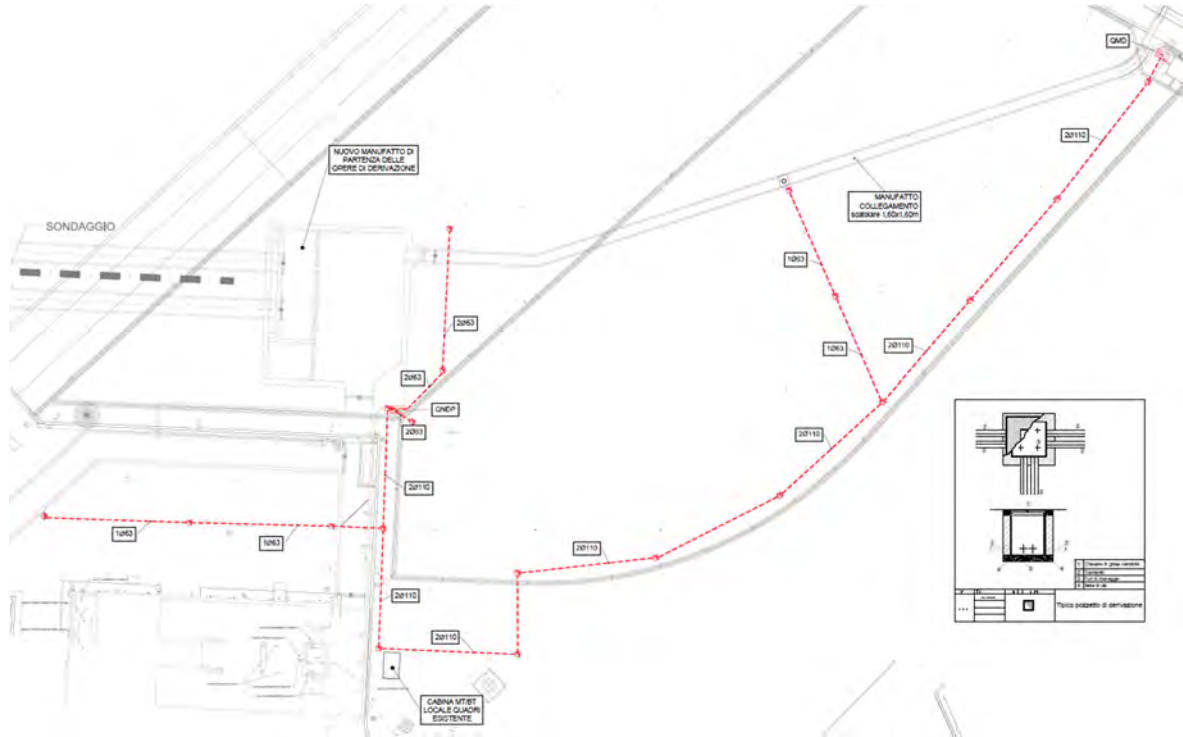 QMD
2Ø110
NUOVO MANUFATTO DI
PARTENZA DELLE
OPERE DI DERIVAZIONE
MANUFATTO
COLLEGAMENTO
scatolare 1,60x1,60m
SONDAGGIO
1Ø63
2Ø63
1Ø63
2Ø110
2Ø63
QNDP
2Ø63
2Ø110
2Ø110
1Ø63
1Ø63
2Ø110
2Ø110
2Ø110
Tipico pozzetto di derivazione
CABINA MT/BT
LOCALE QUADRI
ESISTENTE